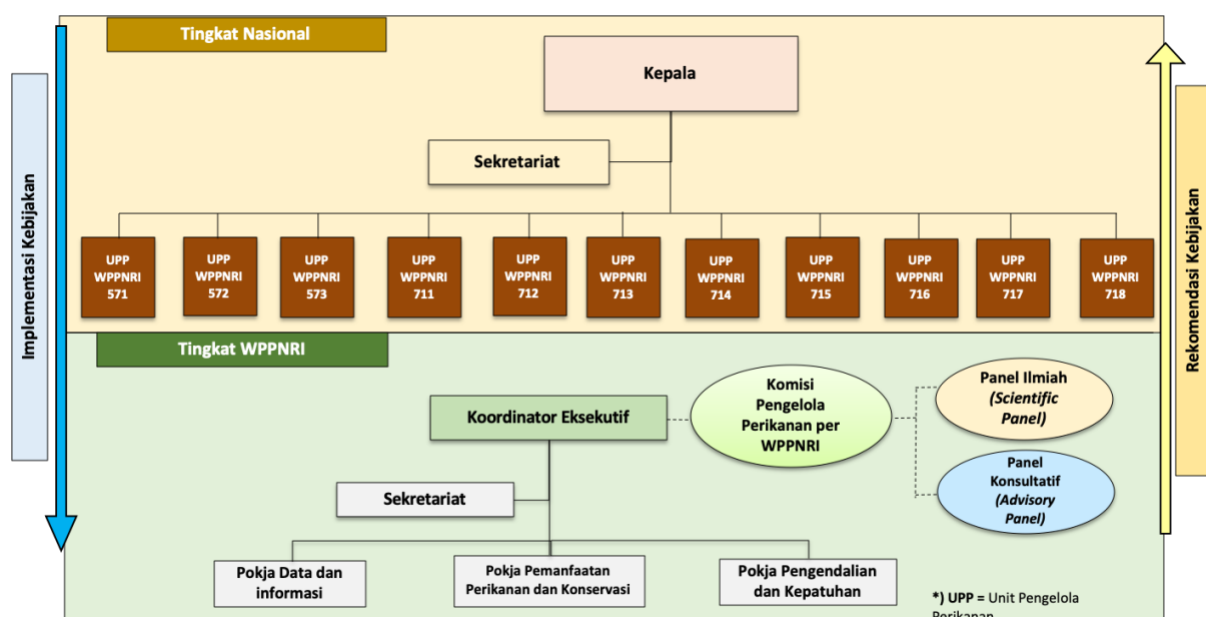 Tingkat Nasional
Kepala
Sekretariat
UPP
WPPNRI
571
UPP
WPPNRI
572
UPP
WPPNRI
573
UPP
WPPNRI
711
UPP
WPPNRI
712
UPP
WPPNRI
713
UPP
WPPNRI
714
UPP
WPPNRI
715
UPP
WPPNRI
716
UPP
WPPNRI
717
UPP
WPPNRI
718
Implementasi Kebijakan
Rekomendasi Kebijakan
Tingkat WPPNRI
Koordinator Eksekutif
Komisi
Pengelola
Perikanan per
WPPNRI
Panel Ilmiah
(Scientific
Panel)
Panel
Konsultatif
(Advisory
Panel)
Sekretariat
Pokja Data dan
informasi
Pokja Pemanfaatan
Perikanan dan Konservasi
Pokja Pengendalian
dan Kepatuhan
*) UPP = Unit Pengelola
Perikanan